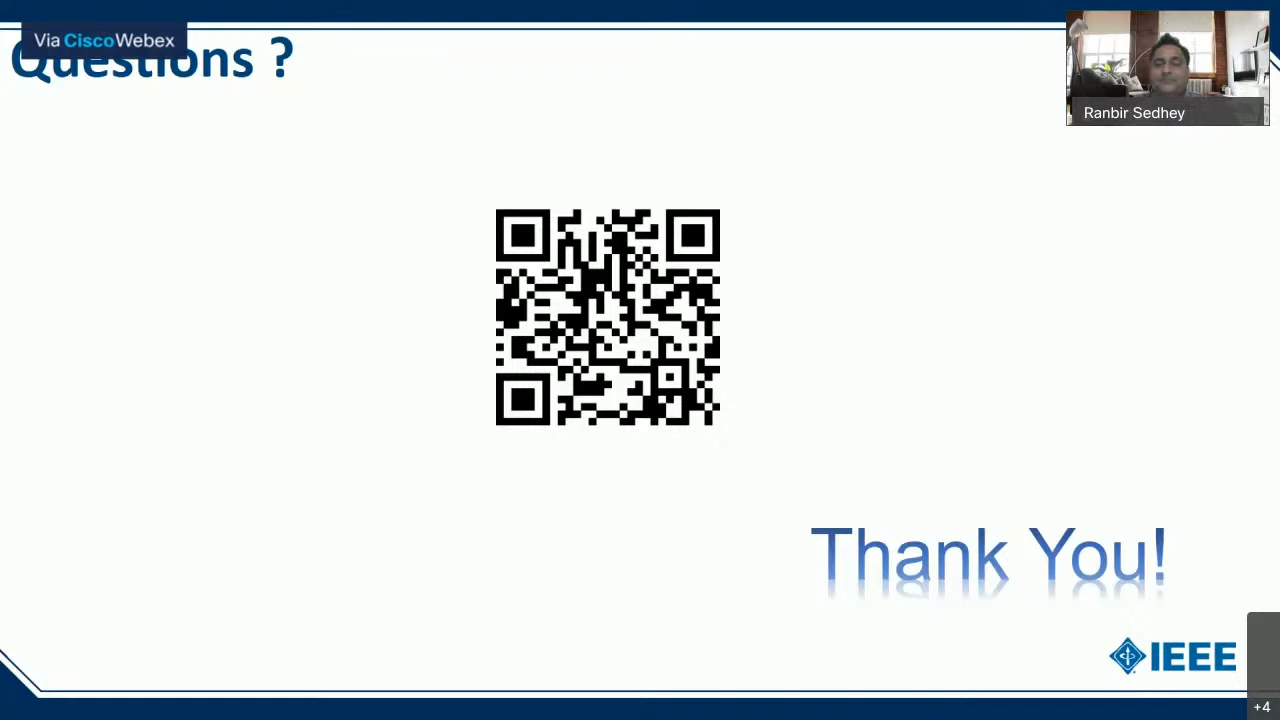 Via CiscoWebex
Questions ?
Ranbir Sedhey
Thank You!
IEEE
+4